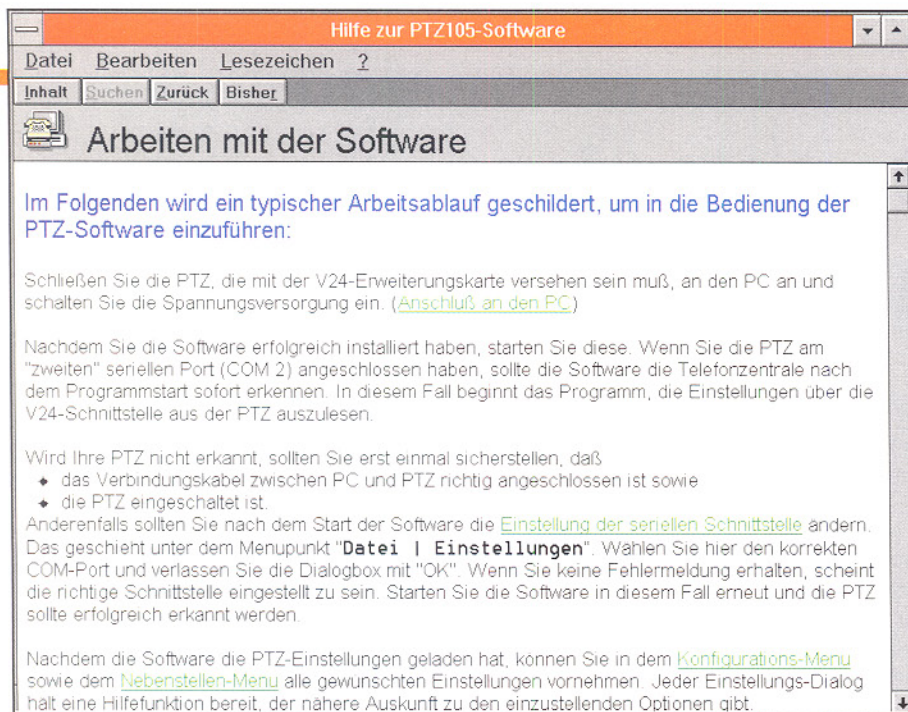 Hilfe zur PTZ105-Software
Datei Bearbeiten Lesezeichen ?
Inhalt Suchen Zurück Bisher
Arbeiten mit der Software
Im Folgenden wird ein typischer Arbeitsablauf geschildert, um in die Bedienung der
PTZ-Software einzuführen:
Schließen Sie die PTZ, die mit der V24-Erweiterungskarte versehen sein muß, an den PC an und
schalten Sie die Spannungsversorgung ein. (Anschluß an den PC)
Nachdem Sie die Software erfolgreich installiert haben, starten Sie diese. Wenn Sie die PTZ am
"zweiten" seriellen Port (COM 2) angeschlossen haben, sollte die Software die Telefonzentrale nach
dem Programmstart sofort erkennen. In diesem Fall beginnt das Programm, die Einstellungen über die
V24-Schnittstelle aus der PTZ auszulesen.
Wird Ihre PTZ nicht erkannt, sollten Sie erst einmal sicherstellen, daß
◆ das Verbindungskabel zwischen PC und PTZ richtig angeschlossen ist sowie
◆ die PTZ eingeschaltet ist.
Anderenfalls sollten Sie nach dem Start der Software die Einstellung der seriellen Schnittstelle ändern.
Das geschieht unter dem Menupunkt "Datei | Einstellungen". Wählen Sie hier den korrekten
COM-Port und verlassen Sie die Dialogbox mit "OK". Wenn Sie keine Fehlermeldung erhalten, scheint
die richtige Schnittstelle eingestellt zu sein. Starten Sie die Software in diesem Fall erneut und die PTZ
sollte erfolgreich erkannt werden.
Nachdem die Software die PTZ-Einstellungen geladen hat, können Sie in dem Konfigurations-Menu
sowie dem Nebenstellen-Menu alle gewünschten Einstellungen vornehmen. Jeder Einstellungs-Dialog
hält eine Hilfefunktion bereit, der nähere Auskunft zu den einzustellenden Optionen gibt.